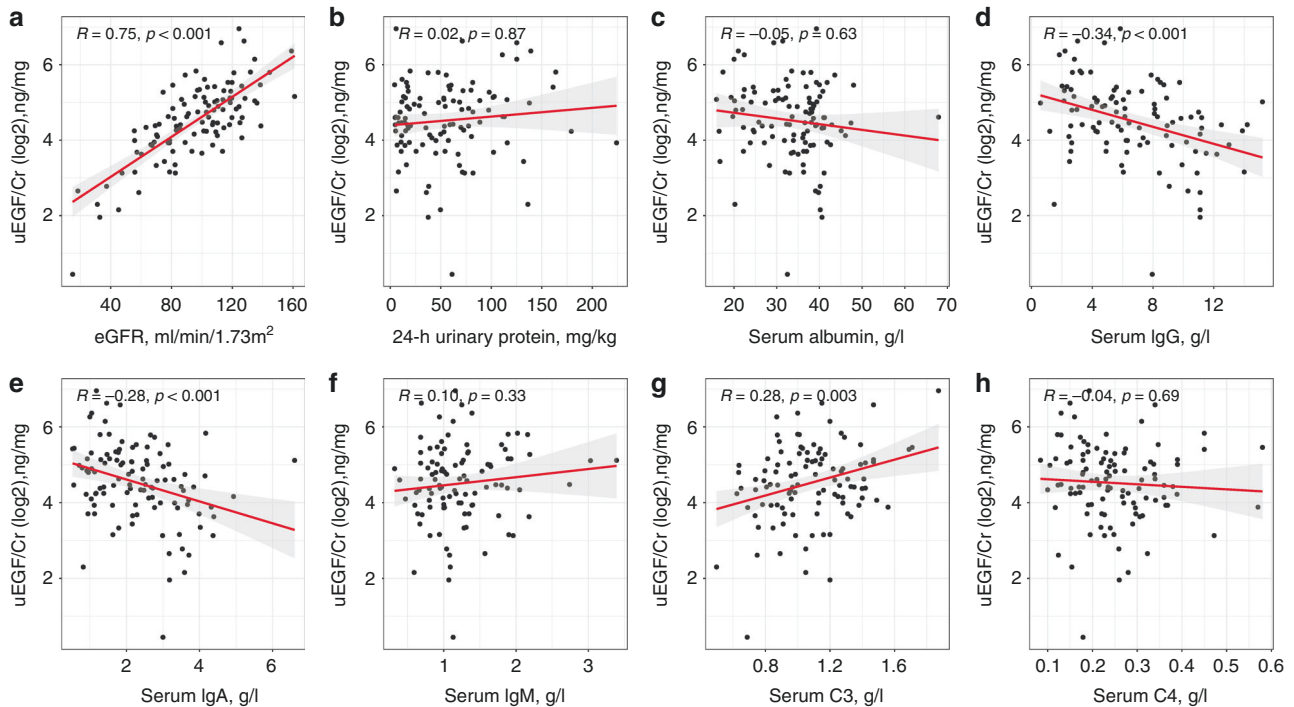 a
R = 0.75, p < 0.001
uEGF/Cr (log2),ng/mg
6
4
2
40 80 120 160
eGFR, ml/min/1.73m²
b
R = 0.02, p = 0.87
uEGF/Cr (log2),ng/mg
6
4
2
0 50 100 150 200
24-h urinary protein, mg/kg
c
R = −0.05, p = 0.63
uEGF/Cr (log2),ng/mg
6
4
2
20 30 40 50 60 70
Serum albumin, g/l
d
R = −0.34, p < 0.001
uEGF/Cr (log2),ng/mg
6
4
2
0 4 8 12
Serum IgG, g/l
e
R = −0.28, p < 0.001
uEGF/Cr (log2),ng/mg
6
4
2
2 4 6
Serum IgA, g/l
f
R = 0.10, p = 0.33
uEGF/Cr (log2),ng/mg
6
4
2
1 2 3
Serum IgM, g/l
g
R = 0.28, p = 0.003
uEGF/Cr (log2),ng/mg
6
4
2
0.8 1.2 1.6
Serum C3, g/l
h
R = −0.04, p = 0.69
uEGF/Cr (log2),ng/mg
6
4
2
0.1 0.2 0.3 0.4 0.5 0.6
Serum C4, g/l